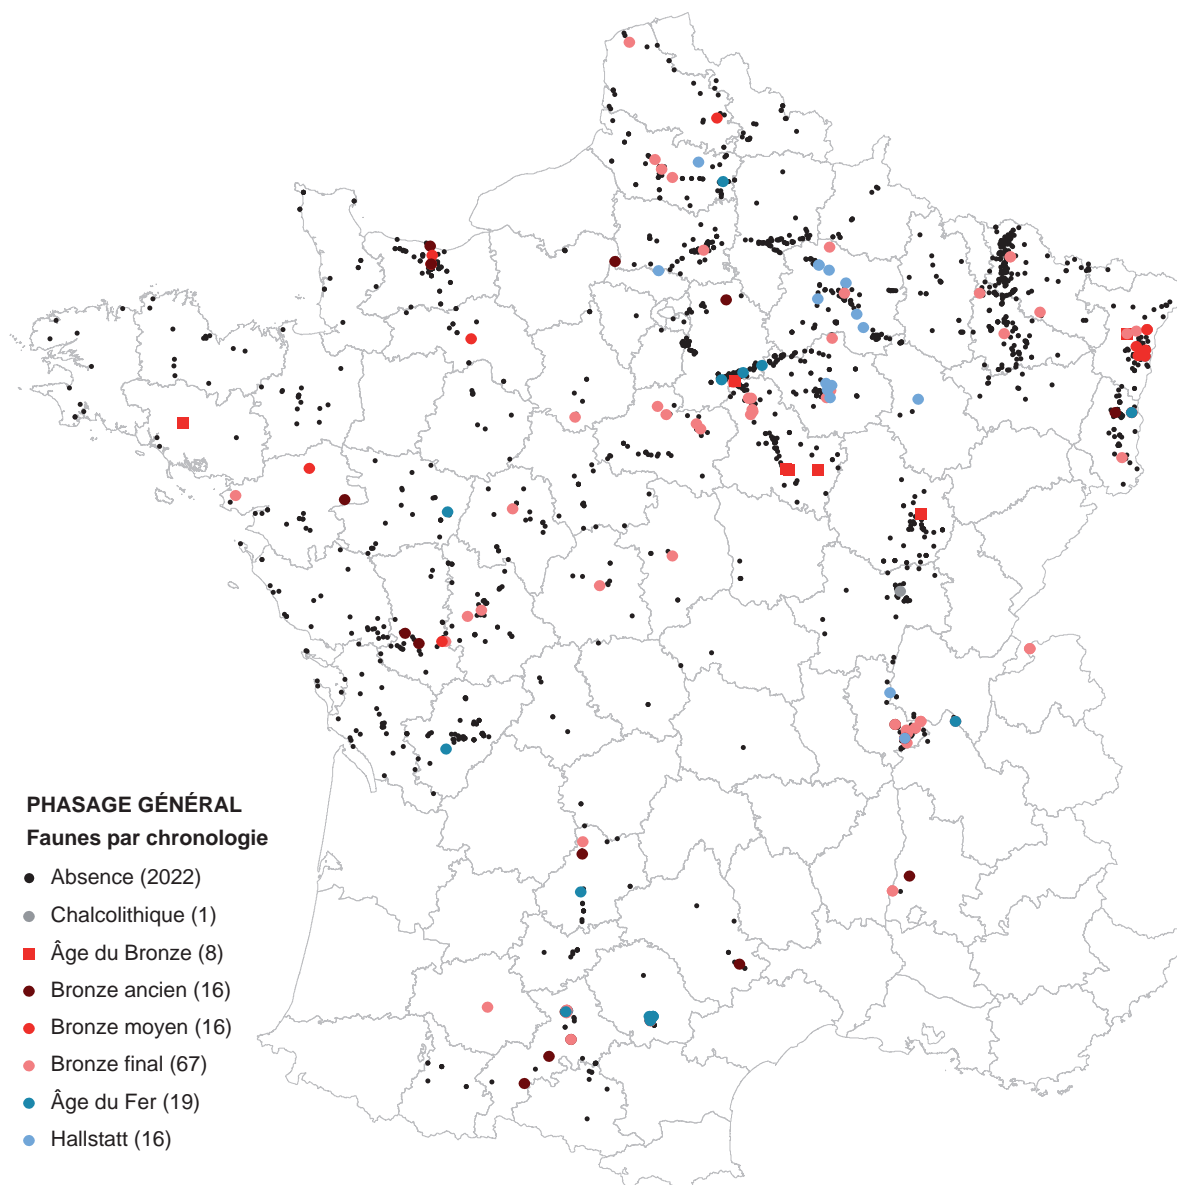 PHASAGE GÉNÉRAL
Faunes par chronologie
Absence (2022)
Chalcolithique (1)
Âge du Bronze (8)
Bronze ancien (16)
Bronze moyen (16)
Bronze final (67)
Âge du Fer (19)
Hallstatt (16)